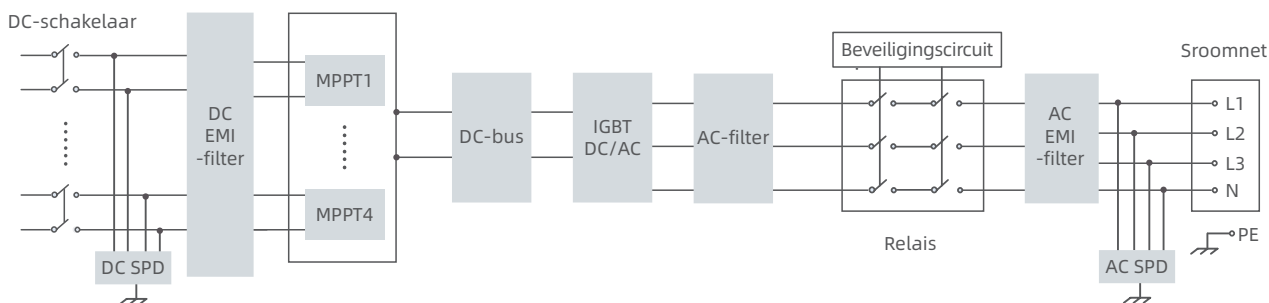 DC-schakelaar
DC
EMI
-filter
MPPT1
MPPT4
DC SPD
DC-bus
IGBT
DC/AC
AC-filter
Beveiligingscircuit
Relais
AC
EMI
-filter
Sroomnet
L1
L2
L3
N
PE
AC SPD